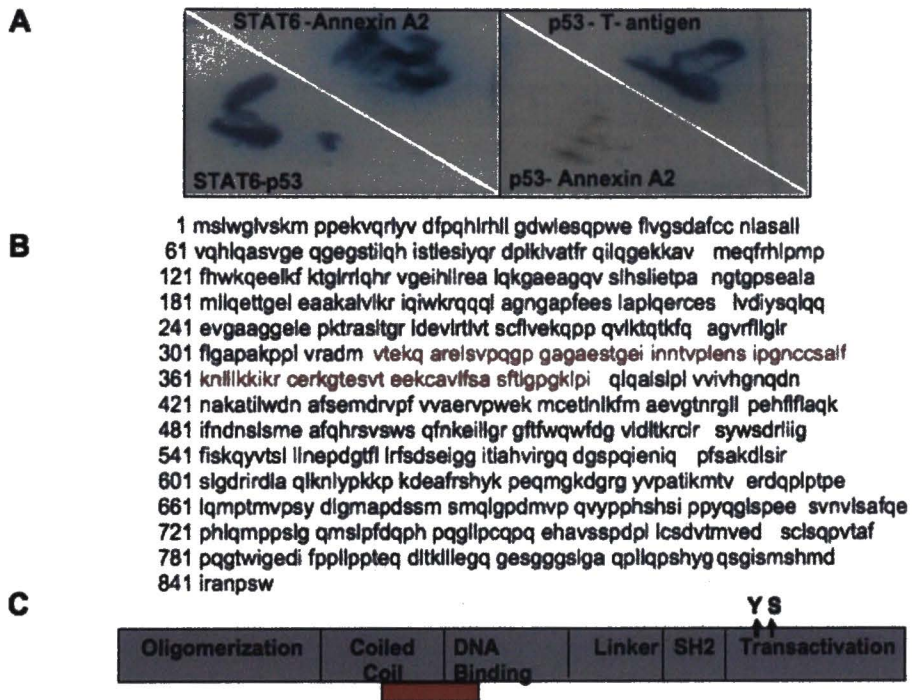 A
STAT6 -Annexin A2
p53 - T- antigen
STAT6-p53
p53- Annexin A2
B
1 mslwglvskm ppekvqrlyv dfpqhlrhll gdwlesqpwe flvgsdafcc nlasall
61 vqhlqasvge qgegstilqh istlesiyqr dplklvatfr qilqgekkav meqfrhlpmp
121 fhwkqeelkf ktglrrlqhr vgeihllrea lqkgaeagqv slhslietpa ngtgpseala
181 mllqettgel eaakalvlkr iqiwkrqqql agngapfees laplqerces lvdiysqlqq
241 evgaaggele pktrasltgr ldevlrtlvt scflvekqpp qvlktqtkfq agvrfllglr
301 flgapakppl vradm vtekq arelsvpqgp gagaestgei inntvplens ipgnccsalf
361 knlllkkikr cerkgtesvt eekcavlfsa sftlgpgklpi qlqalslpl vvivhgnqdn
421 nakatilwdn afsemdrvpf vvaervpwek mcetlnlkfm aevgtnrgll pehflflaqk
481 ifndnslsme afqhrsvsws qfnkeillgr gftfwqwfdg vldltkrclr sywsdrliig
541 fiskqyvtsl llnepdgtfl lrfsdseigg itiahvirgq dgspqieniq pfsakdlsir
601 slgdrirdla qlknlypkkp kdeafrshyk peqmgkdgrg yvpatikmtv erdqplptpe
661 lqmptmvpsy dlgmapdssm smqlgpdmvp qvypphshsi ppyqglspee svnvlsafqe
721 phlqmppslg qmslpfdqph pqgllpcqpq ehavsspdpl lcsdvtmved sclsqpvtaf
781 pqgtwigedi fppllppteq dltklllegq gesgggslga qpllqpshyg qsgismshmd
841 iranpsw
C
Y S
Oligomerization Coiled Coil DNA Binding Linker SH2 Transactivation